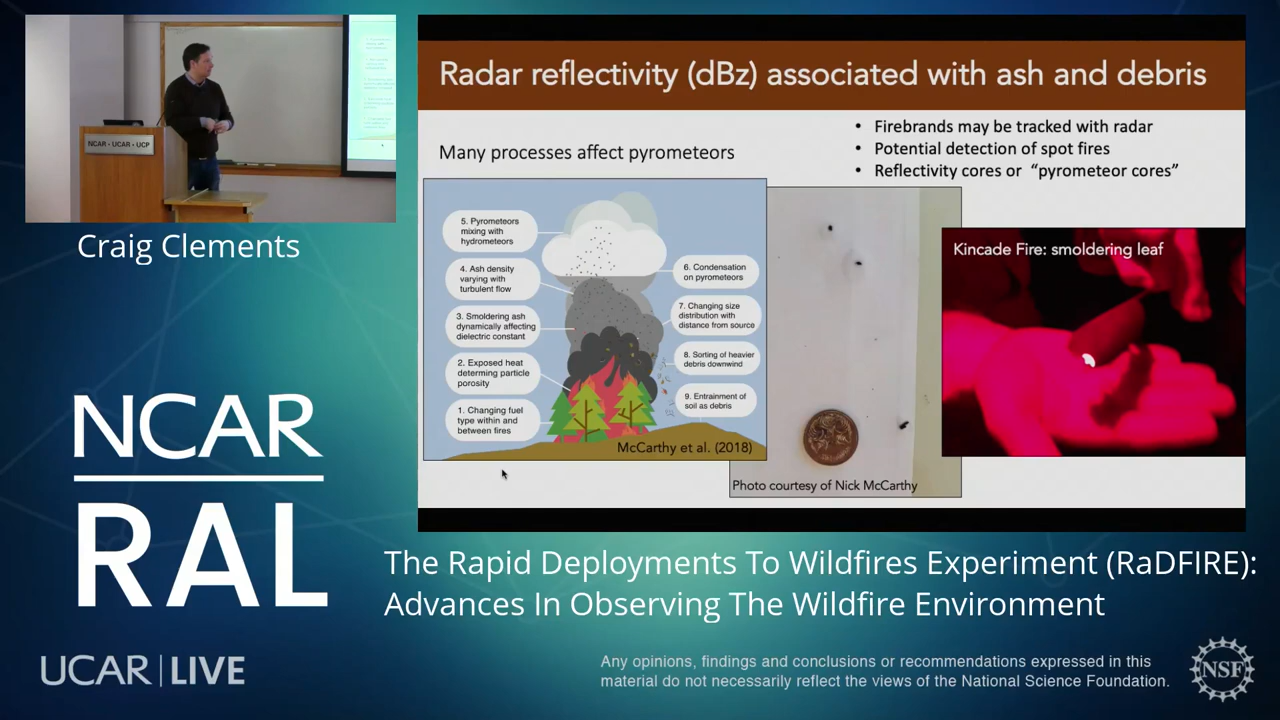 NCAR • UCAR • UCP
Craig Clements
NCAR
RAL
UCAR | LIVE
Radar reflectivity (dBz) associated with ash and debris
Many processes affect pyrometeors
• Firebrands may be tracked with radar
• Potential detection of spot fires
• Reflectivity cores or “pyrometeor cores”
5. Pyrometeors
mixing with
hydrometeors
4. Ash density
varying with
turbulent flow
3. Smoldering ash
dynamically affecting
dielectric constant
2. Exposed heat
determing particle
porosity
1. Changing fuel
type within and
between fires
6. Condensation
on pyrometeors
7. Changing size
distribution with
distance from source
8. Sorting of heavier
debris downwind
9. Entrainment of
soil as debris
McCarthy et al. (2018)
Photo courtesy of Nick McCarthy
Kincade Fire: smoldering leaf
The Rapid Deployments To Wildfires Experiment (RaDFIRE):
Advances In Observing The Wildfire Environment
Any opinions, findings and conclusions or recommendations expressed in this
material do not necessarily reflect the views of the National Science Foundation.
NSF